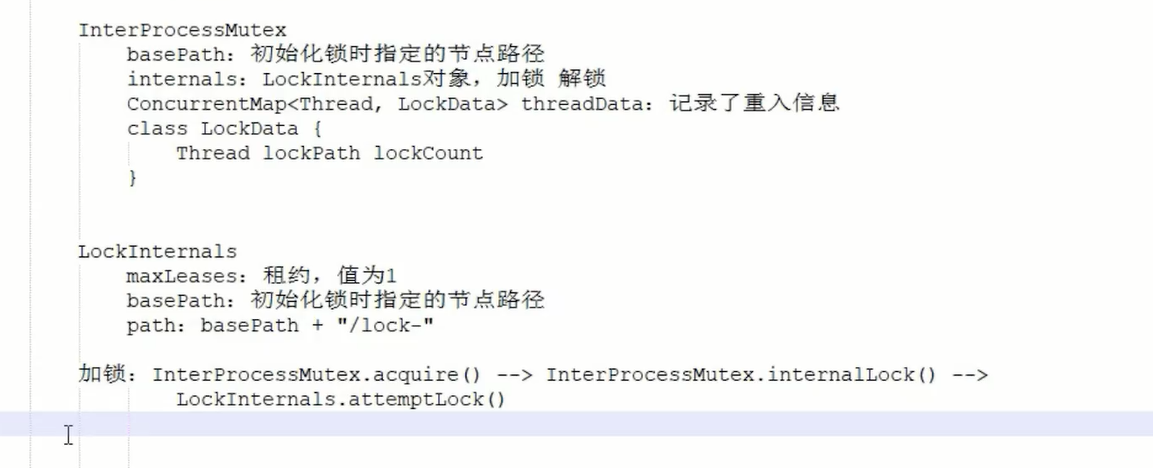 InterProcessMutex
basePath：初始化锁时指定的节点路径
internals：LockInternals对象，加锁 解锁
ConcurrentMap<Thread, LockData> threadData：记录了重入信息
class LockData {
Thread lockPath lockCount
}
LockInternals
maxLeases：租约，值为1
basePath：初始化锁时指定的节点路径
path：basePath + "/lock-"
加锁：InterProcessMutex.acquire() --> InterProcessMutex.internalLock() -->
LockInternals.attemptLock()